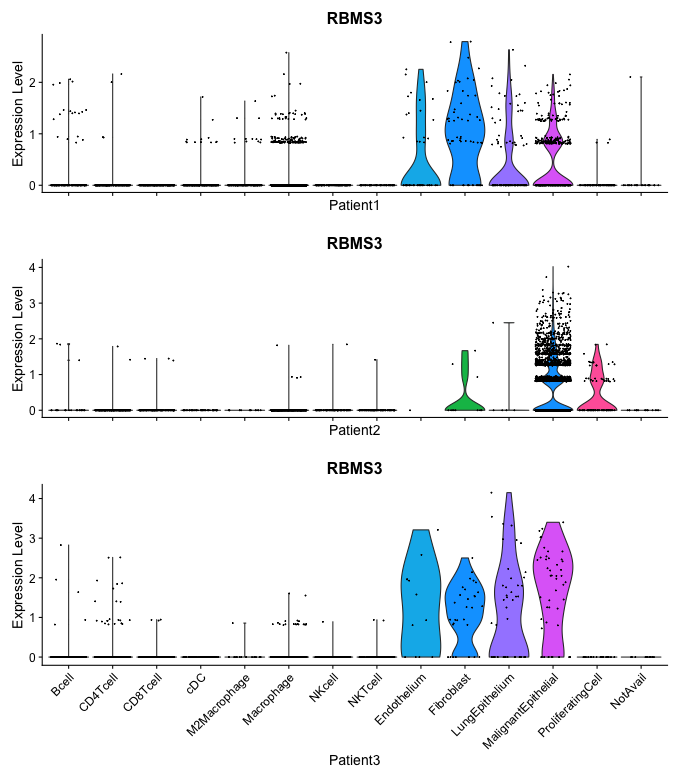 RBMS3
Expression Level
2
1
0
Patient1
RBMS3
Expression Level
4
3
2
1
0
Patient2
RBMS3
Expression Level
4
3
2
1
0
Bcell
CD4Tcell
CD8Tcell
cDC
M2Macrophage
Macrophage
NKcell
NKTcell
Endothelium
Fibroblast
LungEpithelium
MalignantEpithelial
ProliferatingCell
NotAvail
Patient3